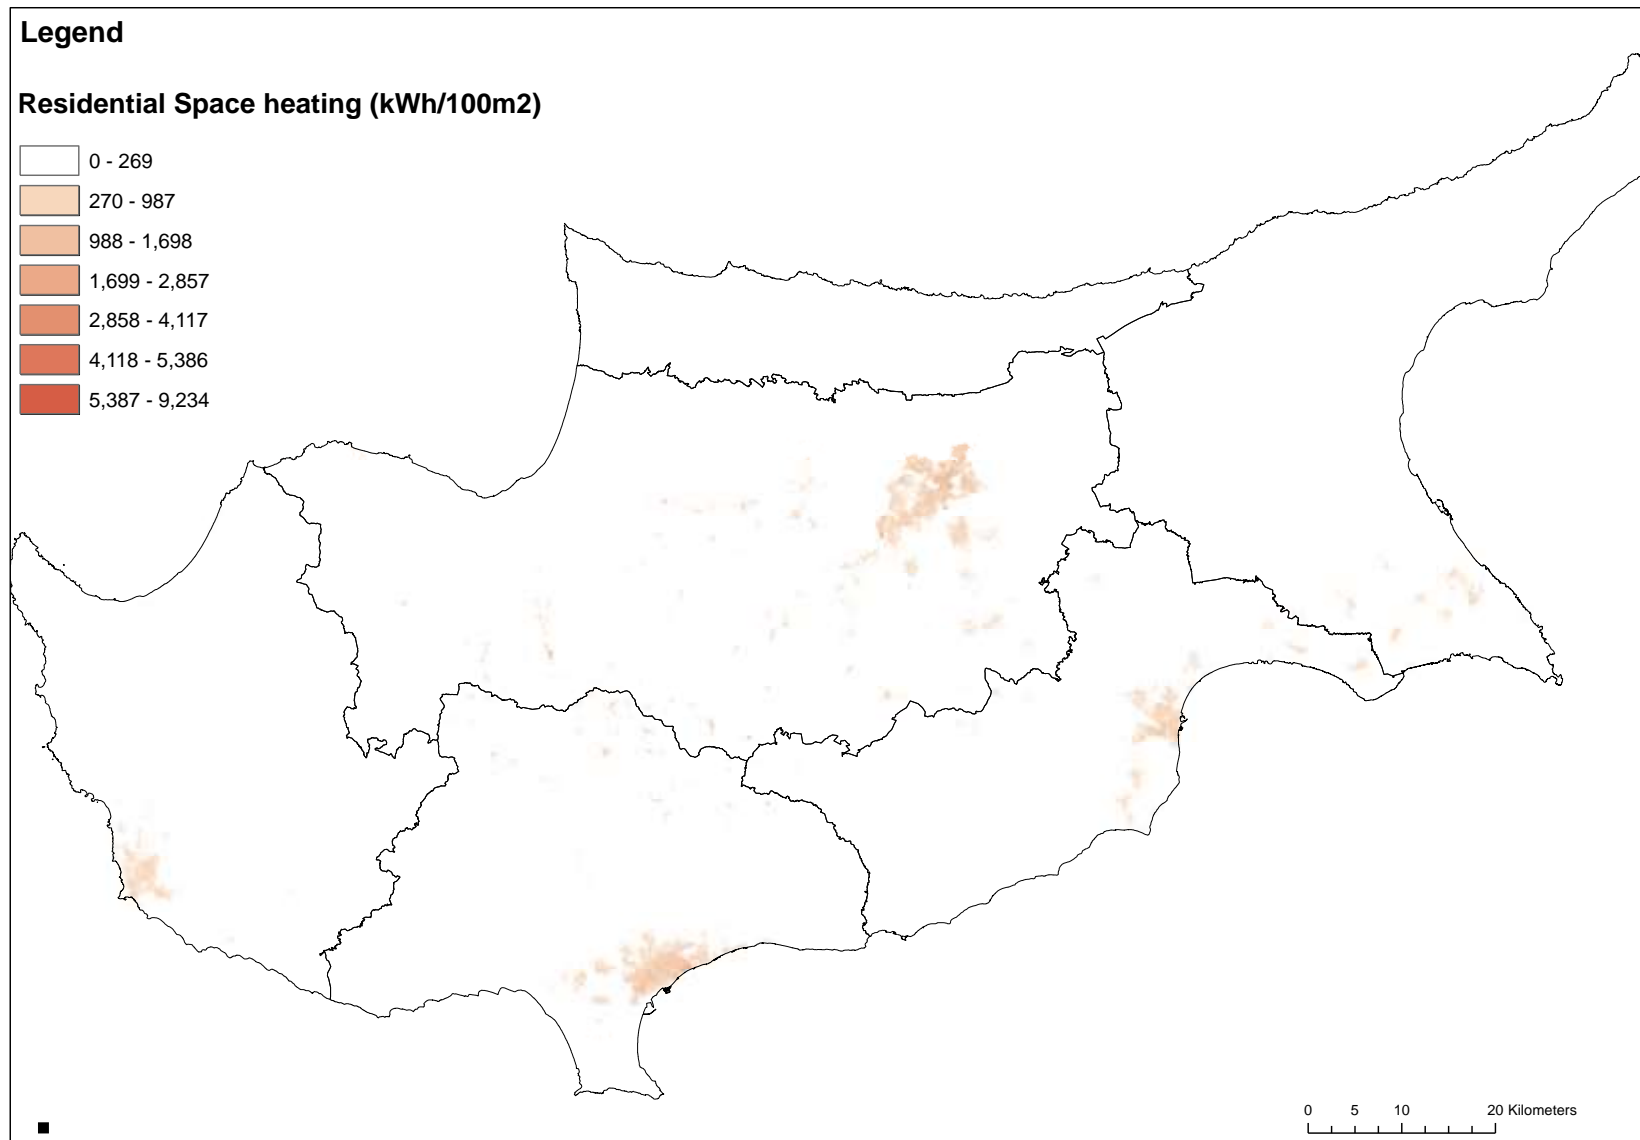 Legend
Residential Space heating (kWh/100m2)
0 - 269
270 - 987
988 - 1,698
1,699 - 2,857
2,858 - 4,117
4,118 - 5,386
5,387 - 9,234
0 5 10 20 Kilometers